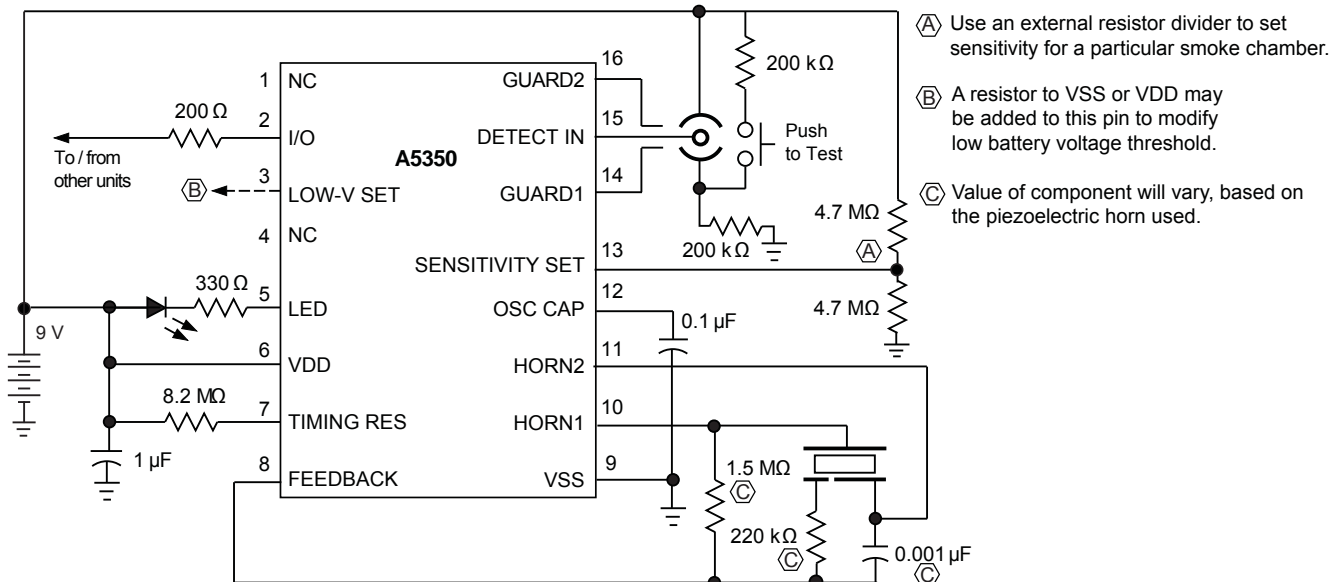 A Use an external resistor divider to set
sensitivity for a particular smoke chamber.
B A resistor to VSS or VDD may
be added to this pin to modify
low battery voltage threshold.
C Value of component will vary, based on
the piezoelectric horn used.
A5350
1 NC
200 Ω
2 I/O
To / from
other units
B
3 LOW-V SET
4 NC
330 Ω
5 LED
9 V
6 VDD
8.2 MΩ
7 TIMING RES
1 µF
8 FEEDBACK
16 GUARD2
15 DETECT IN
14 GUARD1
13 SENSITIVITY SET
12 OSC CAP
11 HORN2
10 HORN1
9 VSS
200 kΩ
Push
to Test
200 kΩ
4.7 MΩ
A
4.7 MΩ
0.1 µF
1.5 MΩ
C
220 kΩ
C
0.001 µF
C